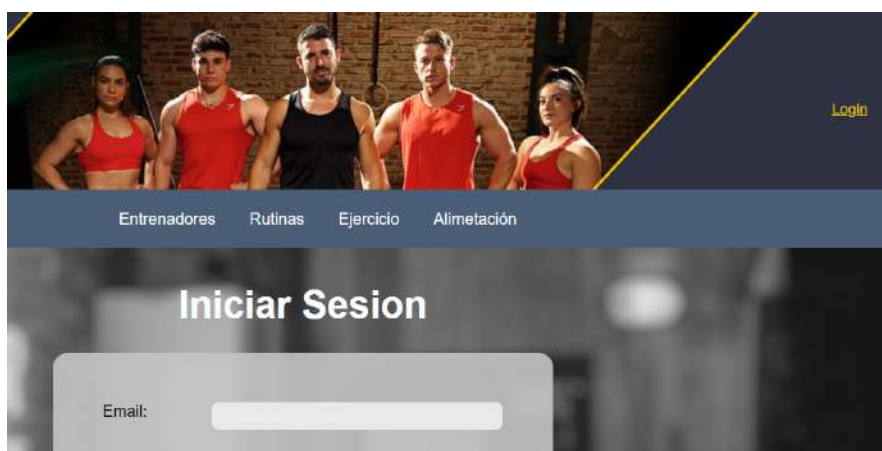 Login
Entrenadores Rutinas Ejercicio Alimetación
Iniciar Sesion
Email: